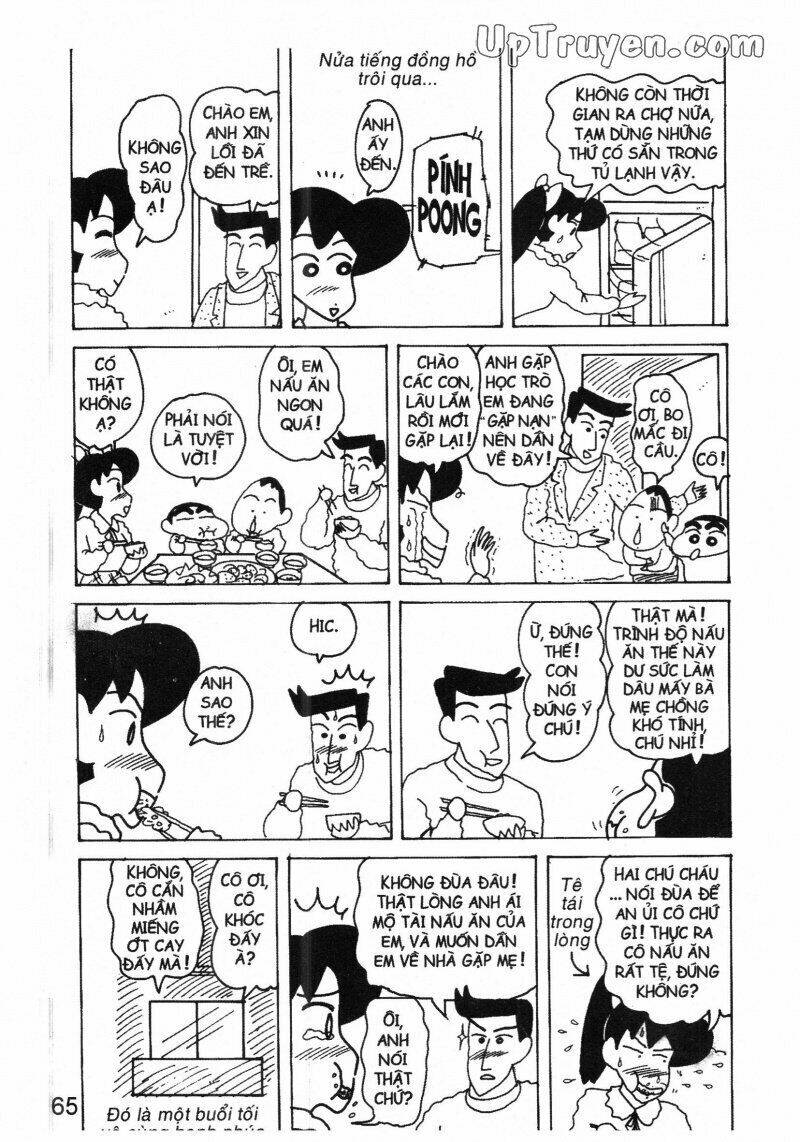 UpTruyen.com
KHÔNG CÒN THỜI
GIAN RA CHỢ NỮA,
TẠM DÙNG NHỮNG
THỨ CÓ SẴN TRONG
TỦ LẠNH VẬY.
Nửa tiếng đồng hồ
trôi qua...
ANH
ẤY
ĐẾN.
PÍNH
POONG
CHÀO EM,
ANH XIN
LỖI ĐÃ
ĐẾN TRỄ.
KHÔNG
SAO
ĐÂU
Ạ!
CÔ
ƠI, BO
MẮC ĐI
CẦU.
CÔ!
ANH GẶP
HỌC TRÒ
EM ĐANG
"GẶP NẠN"
NÊN DẪN
VỀ ĐÂY!
CHÀO
CÁC CON,
LÂU LẮM
RỒI MỚI
GẶP LẠI!
ÔI, EM
NẤU ĂN
NGON
QUÁ!
PHẢI NÓI
LÀ TUYỆT
VỜI!
CÓ
THẬT
KHÔNG
Ạ?
THẬT MÀ!
TRÌNH ĐỘ NẤU
ĂN THẾ NÀY
DƯ SỨC LÀM
DÂU MẤY BÀ
MẸ CHỒNG
KHÓ TÍNH,
CHÚ NHỈ!
Ừ, ĐÚNG
THẾ!
CON
NÓI
ĐÚNG Ý
CHÚ!
HIC.
ANH
SAO
THẾ?
HAI CHÚ CHÁU
...NÓI ĐÙA ĐỂ
AN ỦI CÔ CHỨ
GÌ! THỰC RA
CÔ NẤU ĂN
RẤT TỆ, ĐÚNG
KHÔNG?
Tê
tái
trong
lòng
KHÔNG ĐÙA ĐÂU!
THẬT LÒNG ANH ÁI
MỘ TÀI NẤU ĂN CỦA
EM, VÀ MUỐN DẪN
EM VỀ NHÀ GẶP MẸ!
ÔI,
ANH
NÓI
THẬT
CHỨ?
CÔ ƠI,
CÔ
KHÓC
ĐẤY
À?
KHÔNG,
CÔ CẮN
NHẦM
MIẾNG
ỚT CAY
ĐẤY MÀ!
Đó là một buổi tối
65